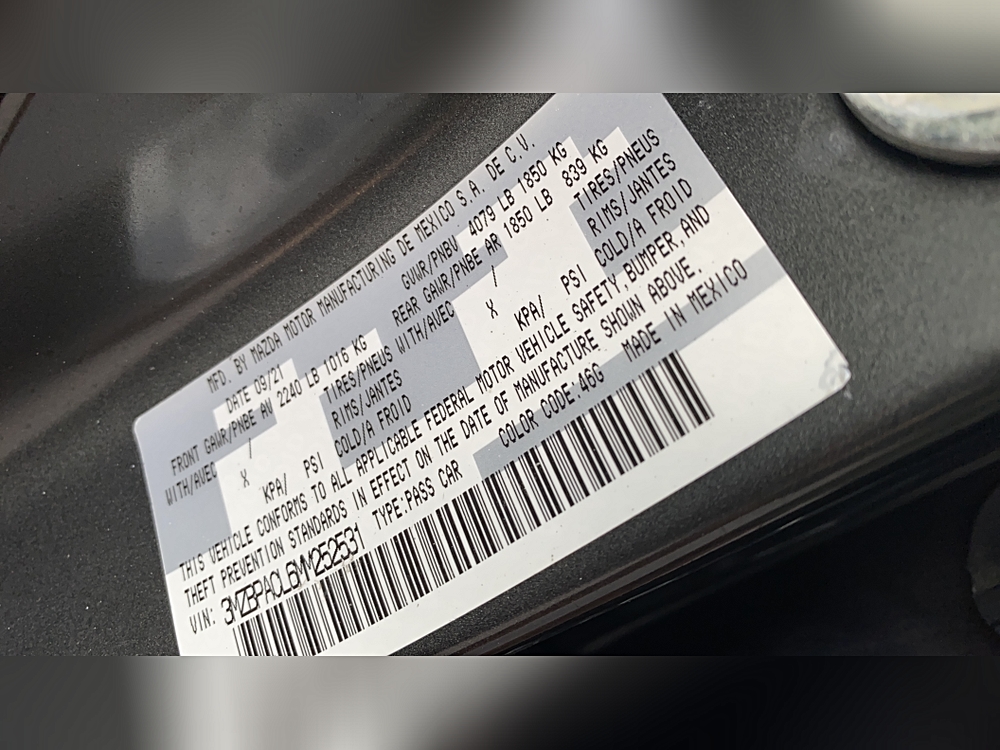 MFD. BY MAZDA MOTOR MANUFACTURING DE MEXICO S.A. DE C.V.
DATE 09/21 GVWR/PNBV 4079 LB 1850 KG
FRONT GAWR/PNBE AV 2240 LB 1016 KG REAR GAWR/PNBE AR 1850 LB 839 KG
WITH/AVEC / TIRES/PNEUS WITH/AVEC / TIRES/PNEUS
X RIMS/JANTES X RIMS/JANTES
KPA/ PSI COLD/A FROID KPA/ PSI COLD/A FROID
THIS VEHICLE CONFORMS TO ALL APPLICABLE FEDERAL MOTOR VEHICLE SAFETY, BUMPER, AND
THEFT PREVENTION STANDARDS IN EFFECT ON THE DATE OF MANUFACTURE SHOWN ABOVE.
VIN: 3MZBPACL6MM252531 TYPE:PASS CAR COLOR CODE:46G MADE IN MEXICO